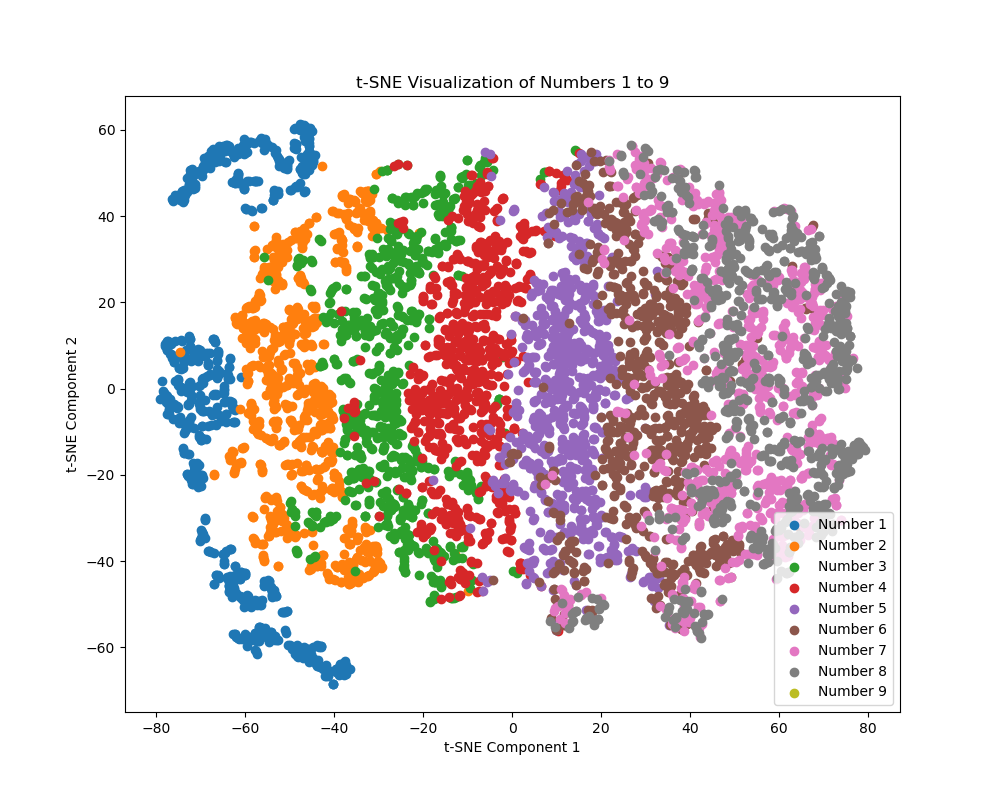 t-SNE Visualization of Numbers 1 to 9
60
40
20
0
−20
−40
−60
t-SNE Component 2
−80
−60
−40
−20
0
20
40
60
80
t-SNE Component 1
Number 1
Number 2
Number 3
Number 4
Number 5
Number 6
Number 7
Number 8
Number 9